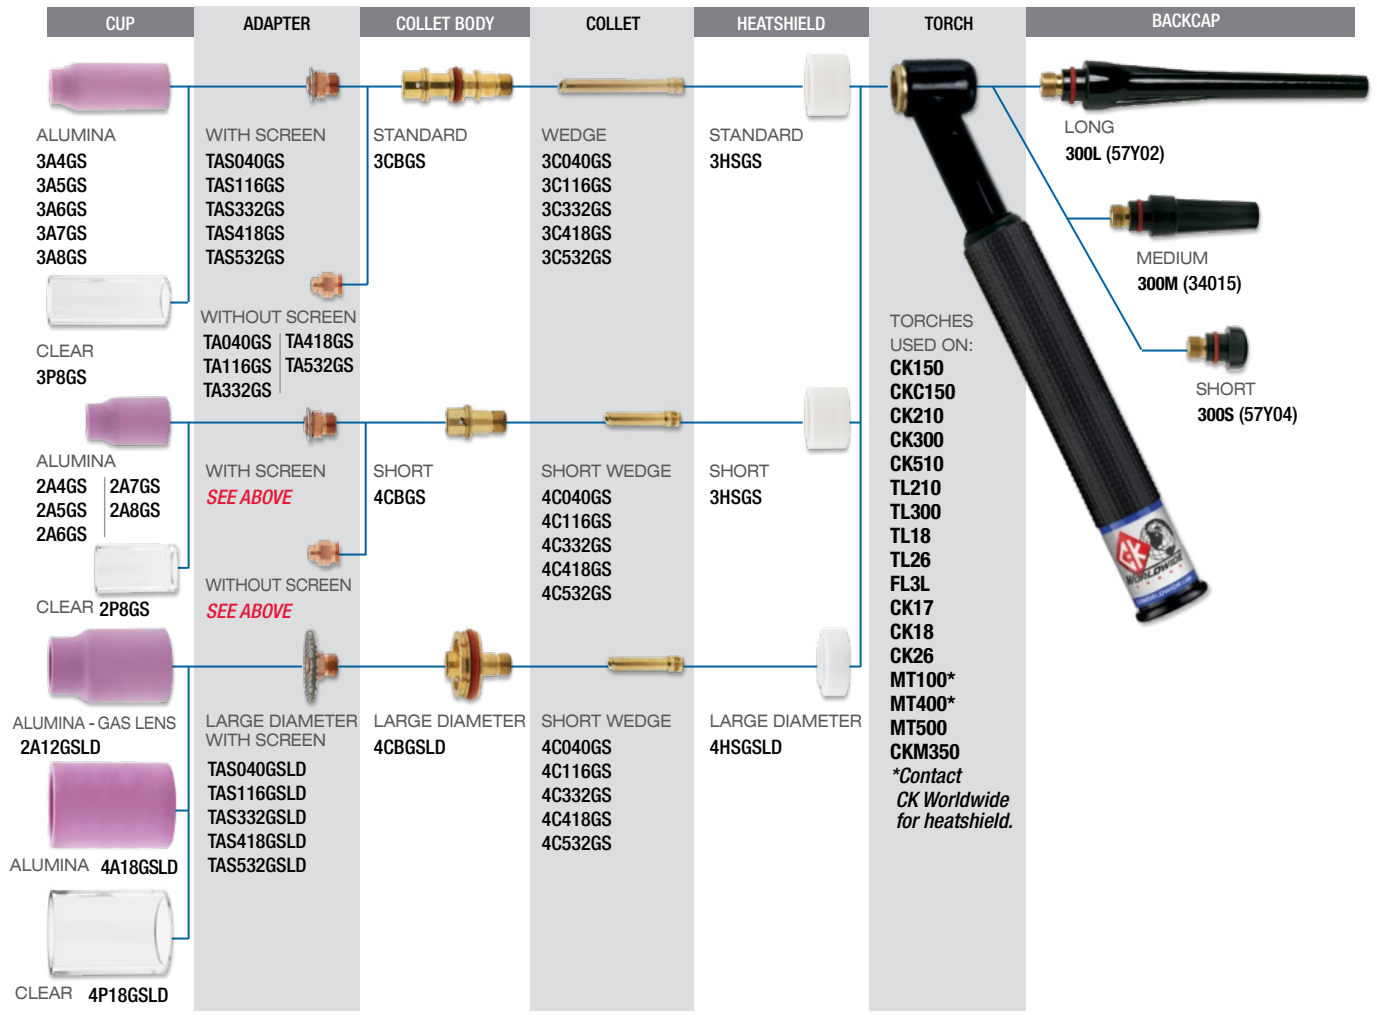 CUP
ADAPTER
COLLET BODY
COLLET
HEATSHIELD
TORCH
BACKCAP
ALUMINA
3A4GS
3A5GS
3A6GS
3A7GS
3A8GS
CLEAR
3P8GS
WITH SCREEN
TAS040GS
TAS116GS
TAS332GS
TAS418GS
TAS532GS
WITHOUT SCREEN
TA040GS TA418GS
TA116GS TA532GS
TA332GS
STANDARD
3CBGS
WEDGE
3C040GS
3C116GS
3C332GS
3C418GS
3C532GS
STANDARD
3HSGS
LONG
300L (57Y02)
MEDIUM
300M (34015)
SHORT
300S (57Y04)
ALUMINA
2A4GS 2A7GS
2A5GS 2A8GS
2A6GS
CLEAR 2P8GS
WITH SCREEN
SEE ABOVE
WITHOUT SCREEN
SEE ABOVE
SHORT
4CBGS
SHORT WEDGE
4C040GS
4C116GS
4C332GS
4C418GS
4C532GS
SHORT
3HSGS
ALUMINA - GAS LENS
2A12GSLD
ALUMINA 4A18GSLD
CLEAR 4P18GSLD
LARGE DIAMETER
WITH SCREEN
TAS040GSLD
TAS116GSLD
TAS332GSLD
TAS418GSLD
TAS532GSLD
LARGE DIAMETER
4CBGSLD
SHORT WEDGE
4C040GS
4C116GS
4C332GS
4C418GS
4C532GS
LARGE DIAMETER
4HSGSLD
TORCHES
USED ON:
CK150
CKC150
CK210
CK300
CK510
TL210
TL300
TL18
TL26
FL3L
CK17
CK18
CK26
MT100*
MT400*
MT500
CKM350
*Contact
CK Worldwide
for heatshield.
CK
WORLDWIDE